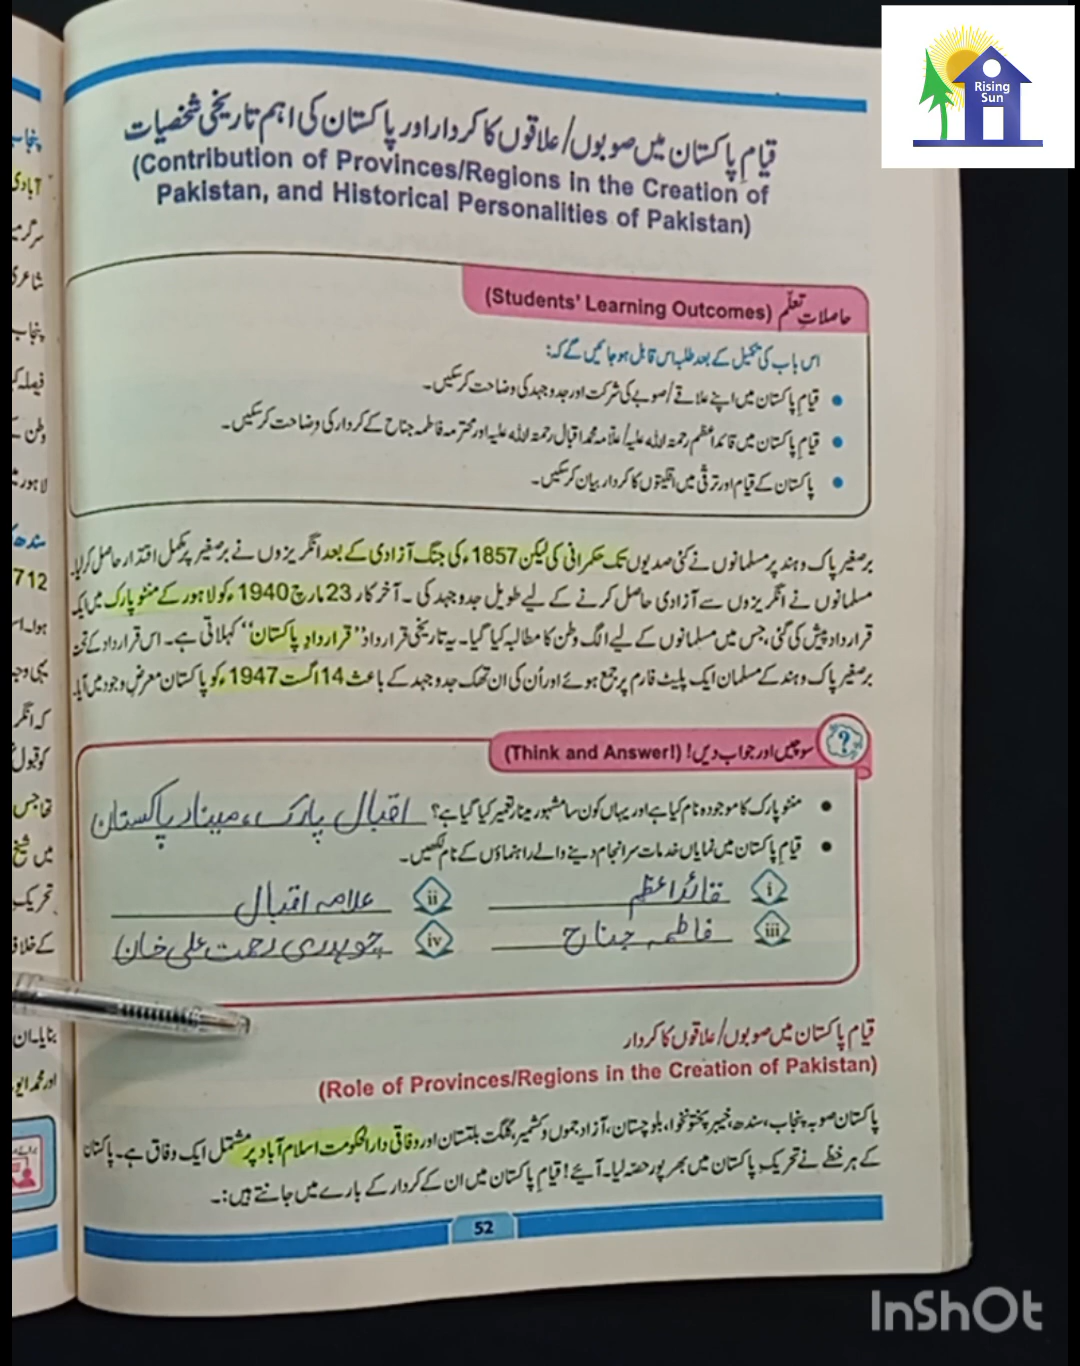 Rising
Sun
قیامِ پاکستان میں صوبوں/علاقوں کا کردار اور پاکستان کی اہم تاریخی شخصیات
(Contribution of Provinces/Regions in the Creation of
Pakistan, and Historical Personalities of Pakistan)
حاصلاتِ تعلّم (Students' Learning Outcomes)
اس باب کی تکمیل کے بعد طلبہ اس قابل ہو جائیں گے کہ:
• قیامِ پاکستان میں اپنے علاقے/صوبے کی شرکت اور جدوجہد کی وضاحت کر سکیں۔
• قیامِ پاکستان میں قائداعظم رحمۃ اللہ علیہ/علامہ محمد اقبال رحمۃ اللہ علیہ اور محترمہ فاطمہ جناح کے کردار کی وضاحت کر سکیں۔
• پاکستان کے قیام اور ترقی میں اقلیتوں کا کردار بیان کر سکیں۔
برصغیر پاک و ہند پر مسلمانوں نے کئی صدیوں تک حکمرانی کی لیکن 1857ء کی جنگ آزادی کے بعد انگریزوں نے برصغیر پر مکمل اقتدار حاصل کر لیا۔
مسلمانوں نے انگریزوں سے آزادی حاصل کرنے کے لیے طویل جدوجہد کی۔ آخر کار 23 مارچ 1940ء کو لاہور کے منٹو پارک میں ایک
قرارداد پیش کی گئی، جس میں مسلمانوں کے لیے الگ وطن کا مطالبہ کیا گیا۔ یہ تاریخی قرارداد ”قراردادِ پاکستان“ کہلاتی ہے۔ اس قرارداد کے تحت
برصغیر پاک و ہند کے مسلمان ایک پلیٹ فارم پر جمع ہوئے اور اُن کی ان تھک جدوجہد کے باعث 14 اگست 1947ء کو پاکستان معرضِ وجود میں آیا۔
سوچیں اور جواب دیں! (Think and Answer!)
• منٹو پارک کا موجودہ نام کیا ہے اور یہاں کون سا مشہور مینار تعمیر کیا گیا ہے؟ اقبال پارک، مینار پاکستان
• قیامِ پاکستان میں نمایاں خدمات سرانجام دینے والے راہنماؤں کے نام لکھیں۔
i قائداعظم ii علامہ اقبال
iii فاطمہ جناح iv چوہدری رحمت علی خان
قیامِ پاکستان میں صوبوں/علاقوں کا کردار
(Role of Provinces/Regions in the Creation of Pakistan)
پاکستان صوبہ پنجاب، سندھ، خیبر پختونخوا، بلوچستان، آزاد جموں و کشمیر، گلگت بلتستان اور وفاقی دارالحکومت اسلام آباد پر مشتمل ایک وفاق ہے۔ پاکستان
کے ہر خطّے نے تحریکِ پاکستان میں بھرپور حصہ لیا۔ آئیے! قیامِ پاکستان میں ان کے کردار کے بارے میں جانتے ہیں:۔
52
InShOt